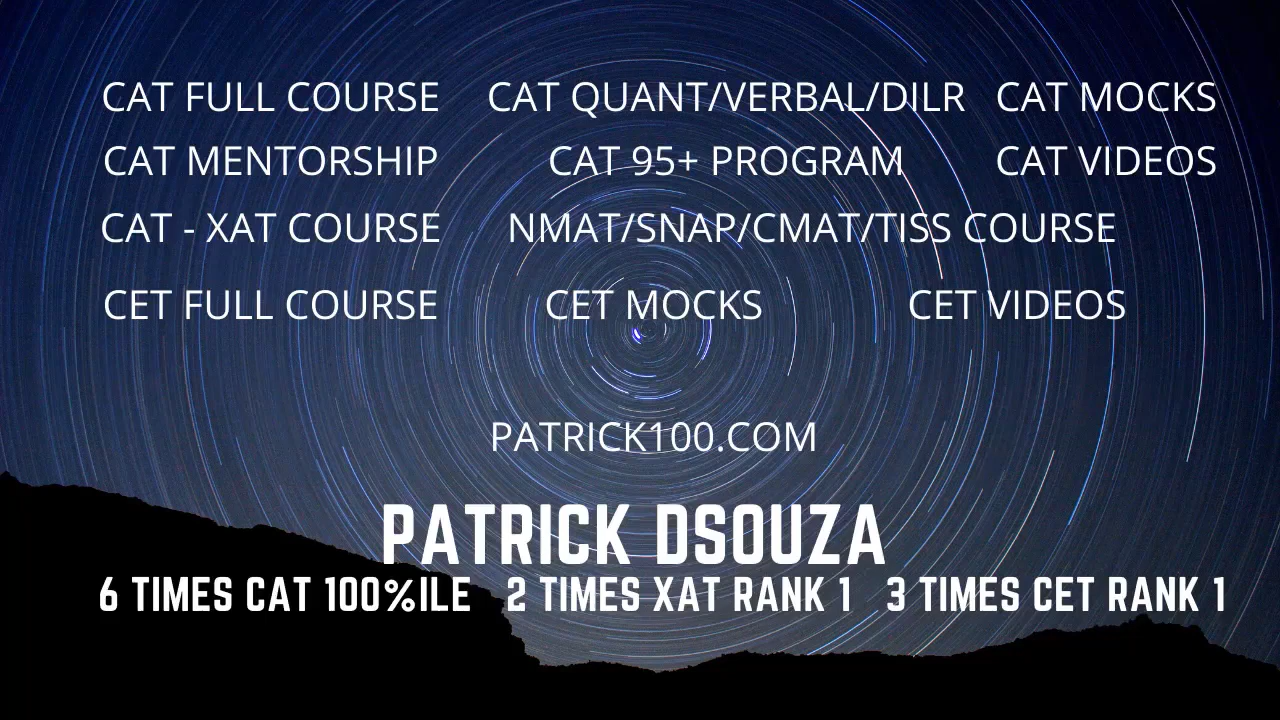 CAT FULL COURSE CAT QUANT/VERBAL/DILR CAT MOCKS
CAT MENTORSHIP CAT 95+ PROGRAM CAT VIDEOS
CAT - XAT COURSE NMAT/SNAP/CMAT/TISS COURSE
CET FULL COURSE CET MOCKS CET VIDEOS
PATRICK100.COM
PATRICK DSOUZA
6 TIMES CAT 100%ILE 2 TIMES XAT RANK 1 3 TIMES CET RANK 1